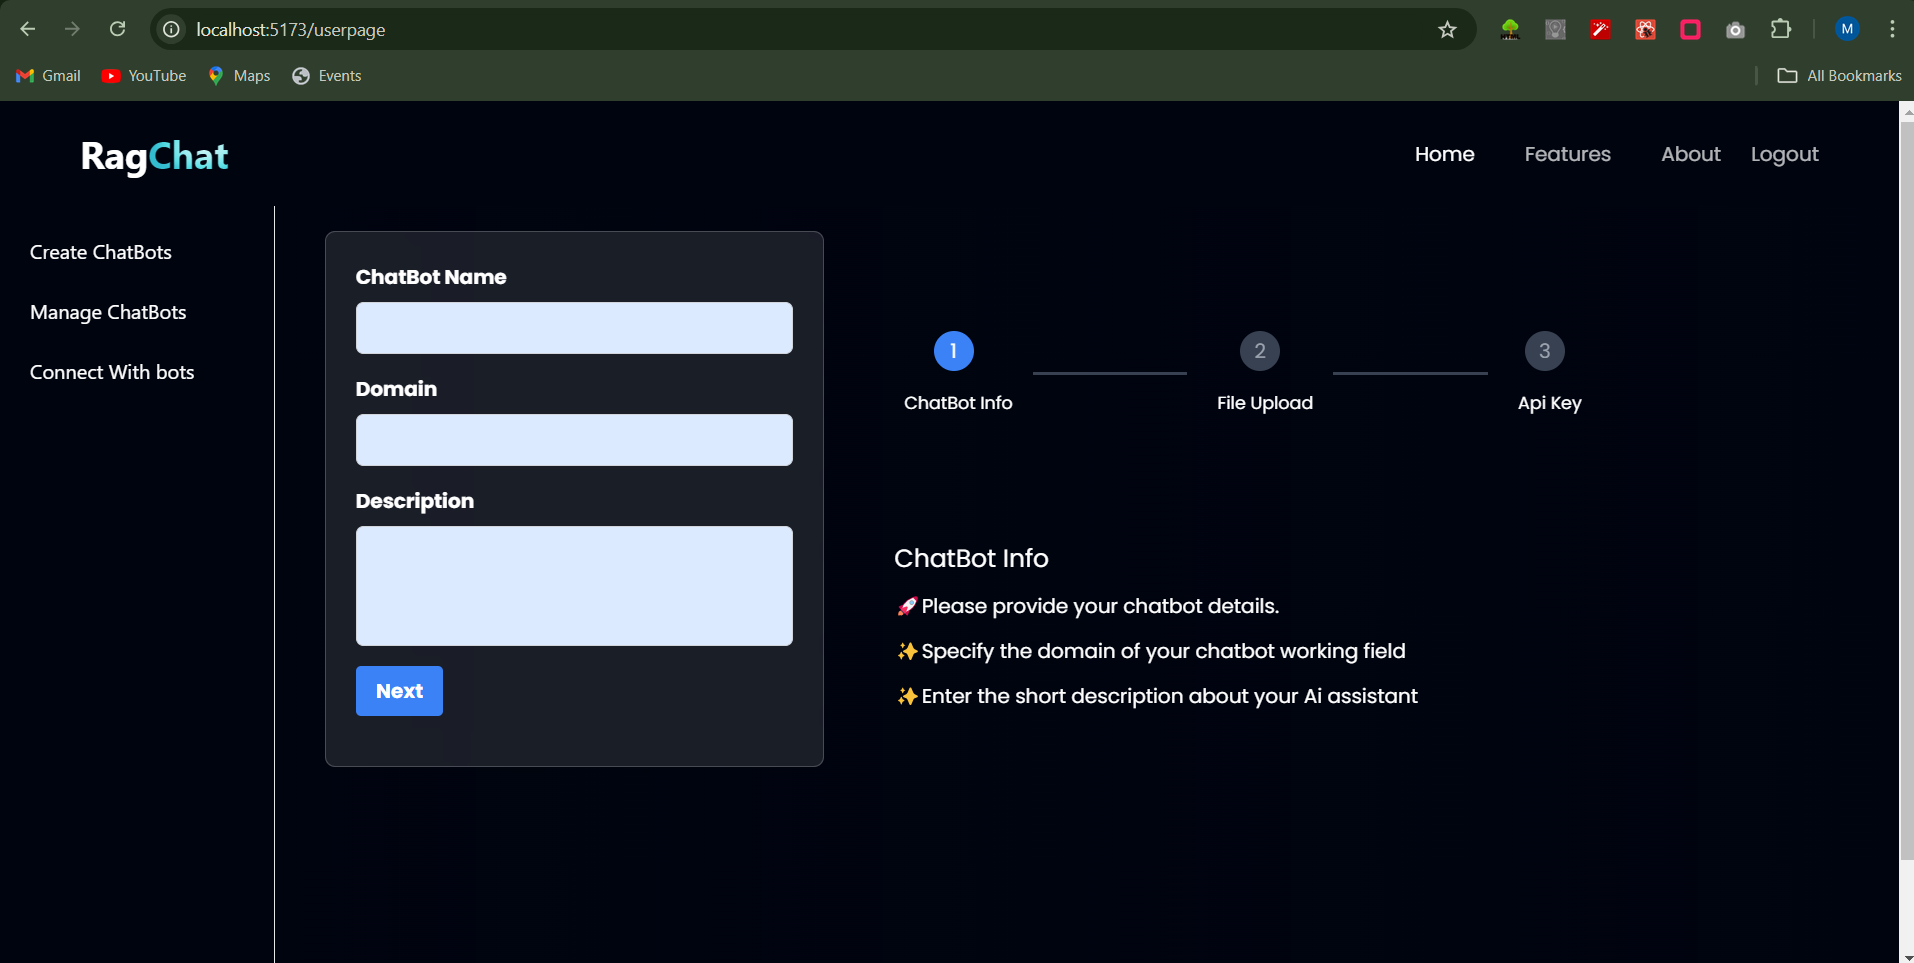 localhost:5173/userpage
M
Gmail
YouTube
Maps
Events
All Bookmarks
RagChat
Home
Features
About
Logout
Create ChatBots
Manage ChatBots
Connect With bots
ChatBot Name
Domain
Description
Next
1
2
3
ChatBot Info
File Upload
Api Key
ChatBot Info
🚀Please provide your chatbot details.
✨Specify the domain of your chatbot working field
✨Enter the short description about your Ai assistant